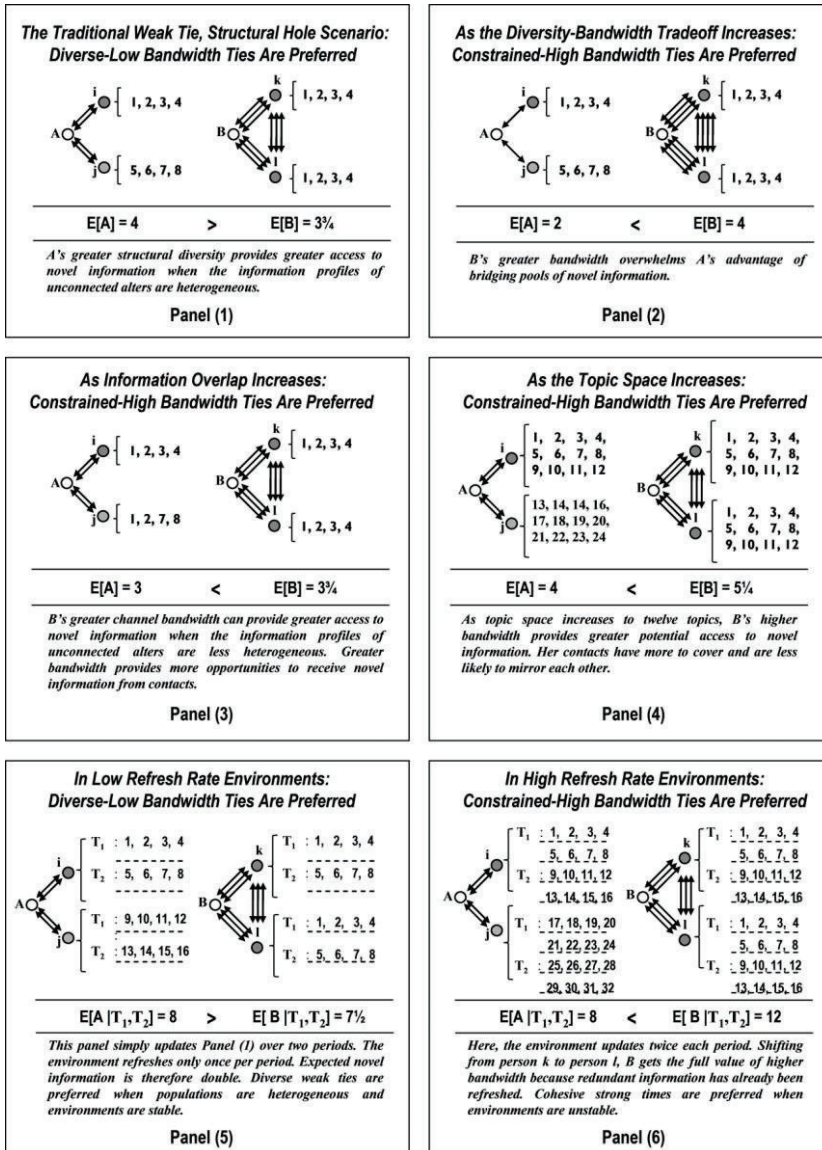 The Traditional Weak Tie, Structural Hole Scenario:
Diverse-Low Bandwidth Ties Are Preferred
i
1, 2, 3, 4
A
j
5, 6, 7, 8
k
1, 2, 3, 4
B
l
1, 2, 3, 4
E[A] = 4 > E[B] = 3¾
A's greater structural diversity provides greater access to
novel information when the information profiles of
unconnected alters are heterogeneous.
Panel (1)
As the Diversity-Bandwidth Tradeoff Increases:
Constrained-High Bandwidth Ties Are Preferred
i
1, 2, 3, 4
A
j
5, 6, 7, 8
k
1, 2, 3, 4
B
l
1, 2, 3, 4
E[A] = 2 < E[B] = 4
B's greater bandwidth overwhelms A's advantage of
bridging pools of novel information.
Panel (2)
As Information Overlap Increases:
Constrained-High Bandwidth Ties Are Preferred
i
1, 2, 3, 4
A
j
1, 2, 7, 8
k
1, 2, 3, 4
B
l
1, 2, 3, 4
E[A] = 3 < E[B] = 3¾
B's greater channel bandwidth can provide greater access to
novel information when the information profiles of
unconnected alters are less heterogeneous. Greater
bandwidth provides more opportunities to receive novel
information from contacts.
Panel (3)
As the Topic Space Increases:
Constrained-High Bandwidth Ties Are Preferred
i
1, 2, 3, 4,
5, 6, 7, 8,
9, 10, 11, 12
A
j
13, 14, 14, 16,
17, 18, 19, 20,
21, 22, 23, 24
k
1, 2, 3, 4,
5, 6, 7, 8,
9, 10, 11, 12
B
l
1, 2, 3, 4,
5, 6, 7, 8,
9, 10, 11, 12
E[A] = 4 < E[B] = 5¼
As topic space increases to twelve topics, B's higher
bandwidth provides greater potential access to novel
information. Her contacts have more to cover and are less
likely to mirror each other.
Panel (4)
In Low Refresh Rate Environments:
Diverse-Low Bandwidth Ties Are Preferred
i
T1 : 1, 2, 3, 4
T2 : 5, 6, 7, 8
A
j
T1 : 9, 10, 11, 12
:
T2 : 13, 14, 15, 16
k
T1 : 1, 2, 3, 4
T2 : 5, 6, 7, 8
B
l
T1 : 1, 2, 3, 4
T2 : 5, 6, 7, 8
E[A |T1,T2] = 8 > E[ B |T1,T2] = 7½
This panel simply updates Panel (1) over two periods. The
environment refreshes only once per period. Expected novel
information is therefore double. Diverse weak ties are
preferred when populations are heterogeneous and
environments are stable.
Panel (5)
In High Refresh Rate Environments:
Constrained-High Bandwidth Ties Are Preferred
i
T1 : 1, 2, 3, 4
5, 6, 7, 8
T2 : 9, 10, 11, 12
13, 14, 15, 16
A
j
T1 : 17, 18, 19, 20
21, 22, 23, 24
T2 : 25, 26, 27, 28
29, 30, 31, 32
k
T1 : 1, 2, 3, 4
5, 6, 7, 8
T2 : 9, 10, 11, 12
13, 14, 15, 16
B
l
T1 : 1, 2, 3, 4
5, 6, 7, 8
T2 : 9, 10, 11, 12
13, 14, 15, 16
E[A |T1,T2] = 8 < E[ B |T1,T2] = 12
Here, the environment updates twice each period. Shifting
from person k to person l, B gets the full value of higher
bandwidth because redundant information has already been
refreshed. Cohesive strong times are preferred when
environments are unstable.
Panel (6)